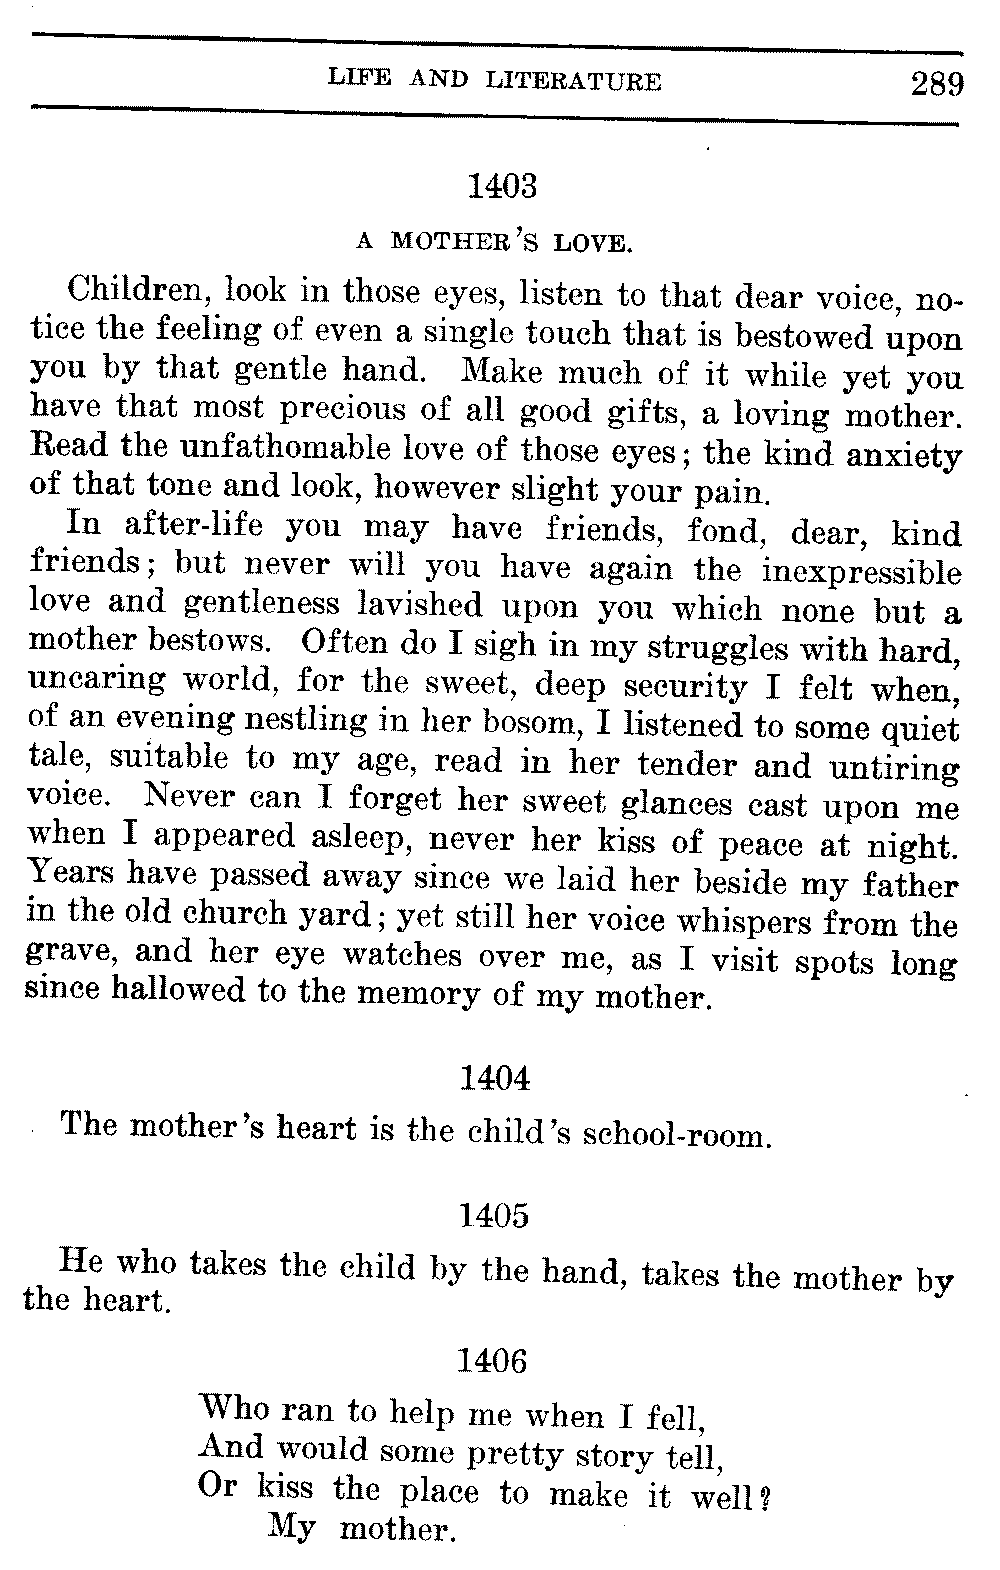 LIFE AND LITERATURE 289
1403
A MOTHER'S LOVE.
Children, look in those eyes, listen to that dear voice, no-
tice the feeling of even a single touch that is bestowed upon
you by that gentle hand. Make much of it while yet you
have that most precious of all good gifts, a loving mother.
Read the unfathomable love of those eyes; the kind anxiety
of that tone and look, however slight your pain.
In after-life you may have friends, fond, dear, kind
friends; but never will you have again the inexpressible
love and gentleness lavished upon you which none but a
mother bestows. Often do I sigh in my struggles with hard,
uncaring world, for the sweet, deep security I felt when,
of an evening nestling in her bosom, I listened to some quiet
tale, suitable to my age, read in her tender and untiring
voice. Never can I forget her sweet glances cast upon me
when I appeared asleep, never her kiss of peace at night.
Years have passed away since we laid her beside my father
in the old church yard; yet still her voice whispers from the
grave, and her eye watches over me, as I visit spots long
since hallowed to the memory of my mother.
1404
The mother's heart is the child's school-room.
1405
He who takes the child by the hand, takes the mother by
the heart.
1406
Who ran to help me when I fell,
And would some pretty story tell,
Or kiss the place to make it well?
My mother.